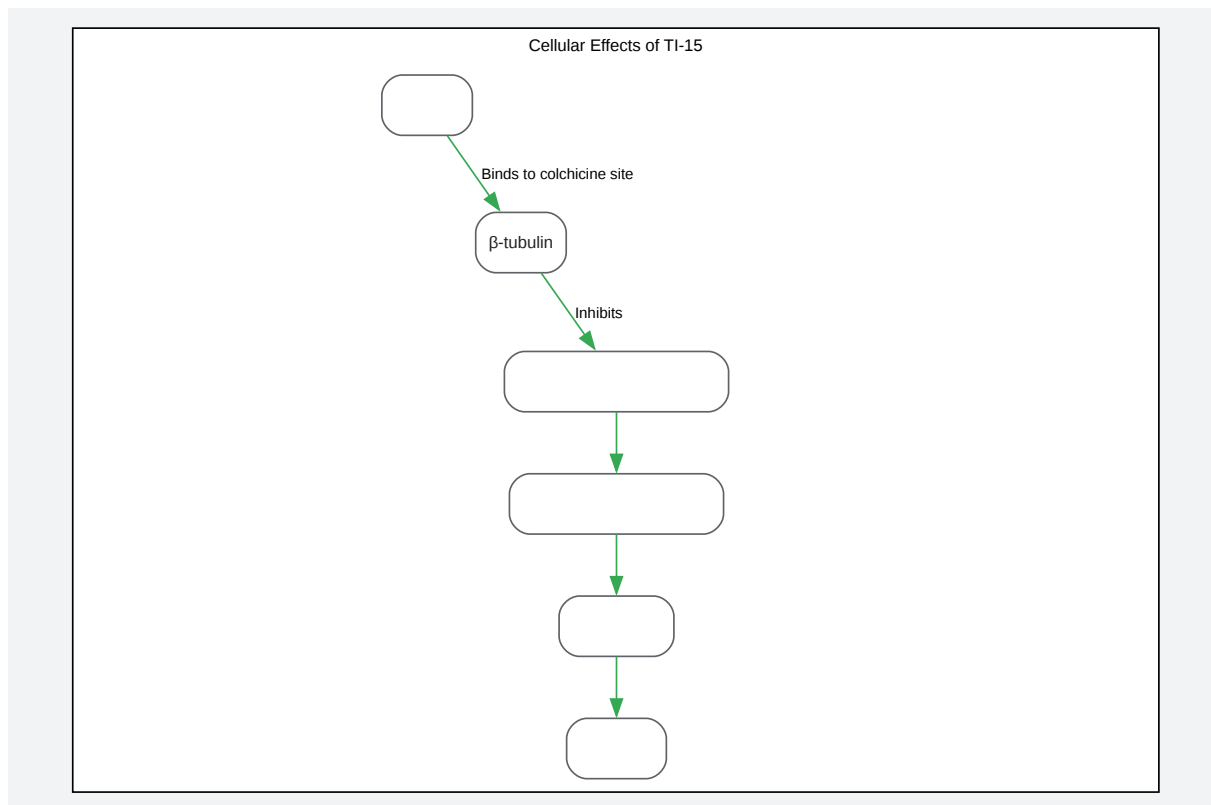 Cellular Effects of TI-15
Binds to colchicine site
β-tubulin
Inhibits